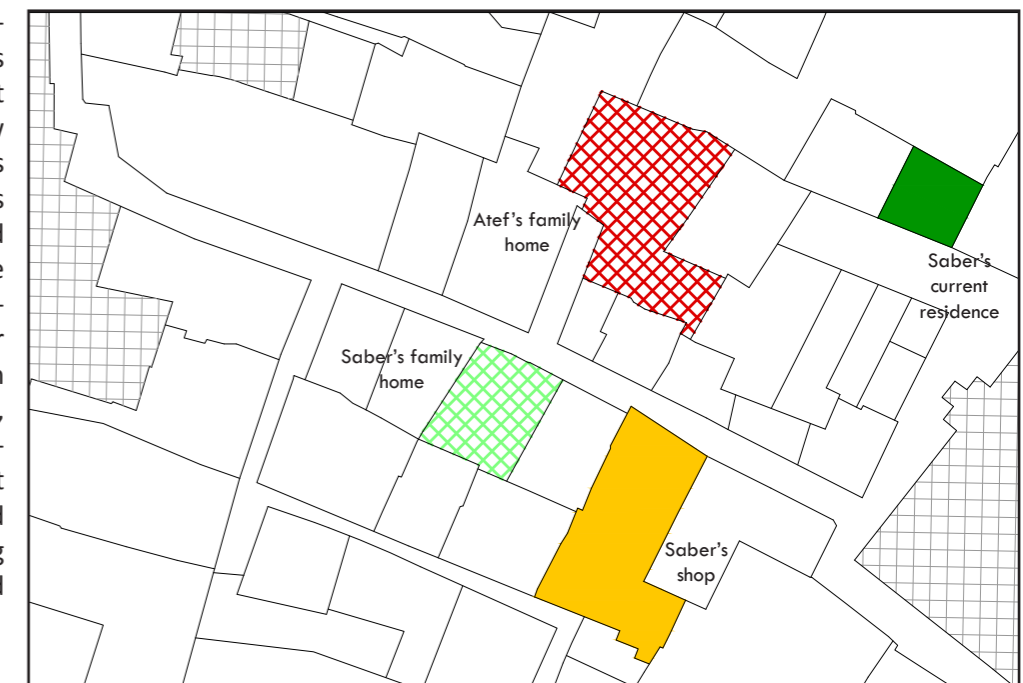 Atef’s family
home
Saber’s
current
residence
Saber’s family
home
Saber’s
shop